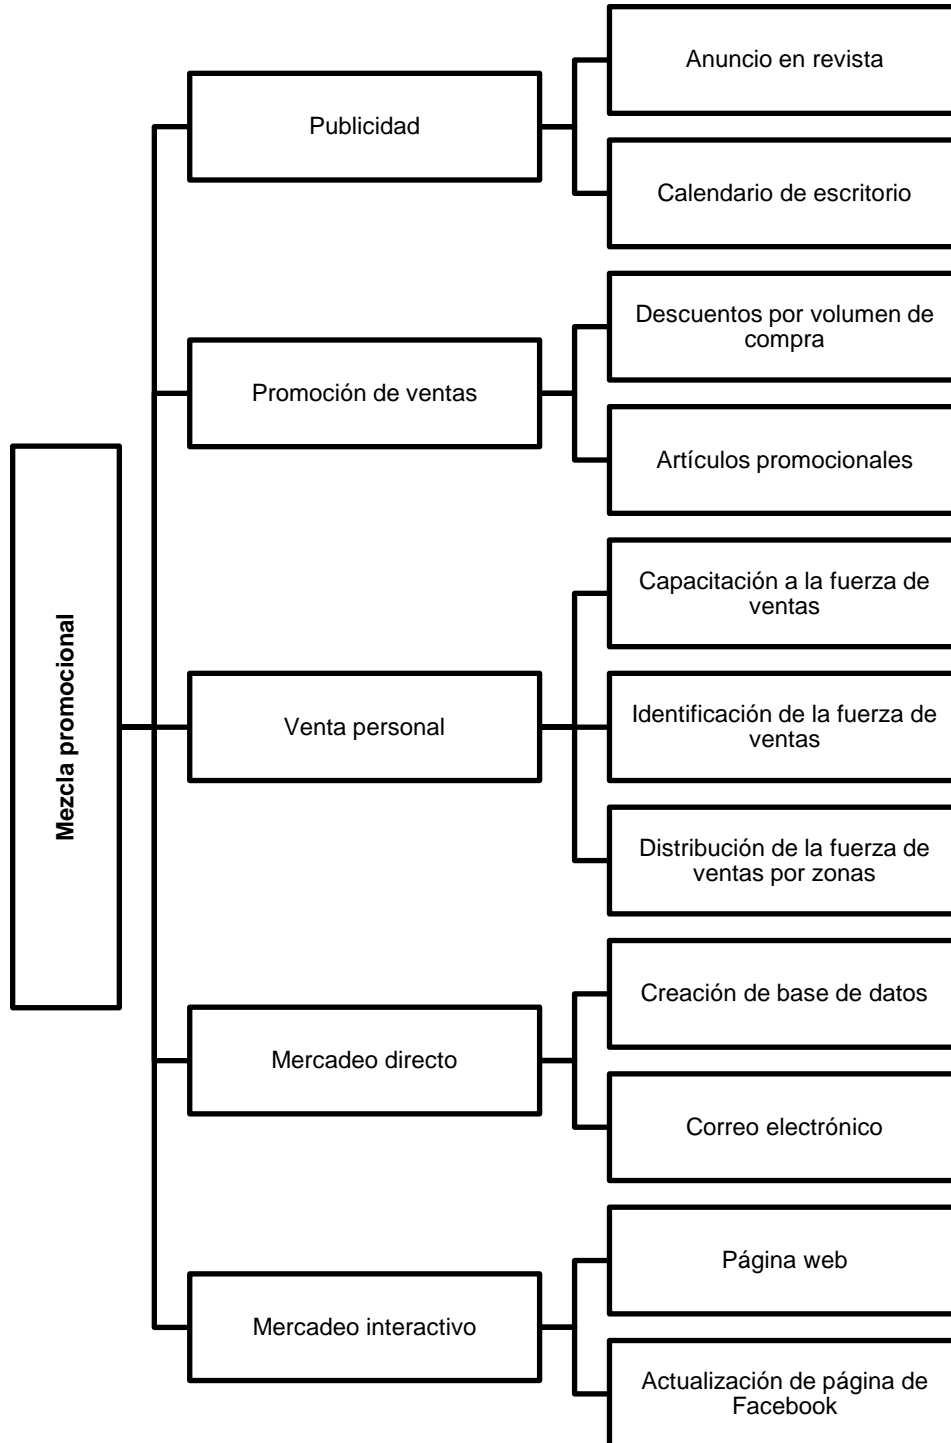 Mezcla promocional
Publicidad
Anuncio en revista
Calendario de escritorio
Promoción de ventas
Descuentos por volumen de
compra
Artículos promocionales
Venta personal
Capacitación a la fuerza de
ventas
Identificación de la fuerza de
ventas
Distribución de la fuerza de
ventas por zonas
Mercadeo directo
Creación de base de datos
Correo electrónico
Mercadeo interactivo
Página web
Actualización de página de
Facebook